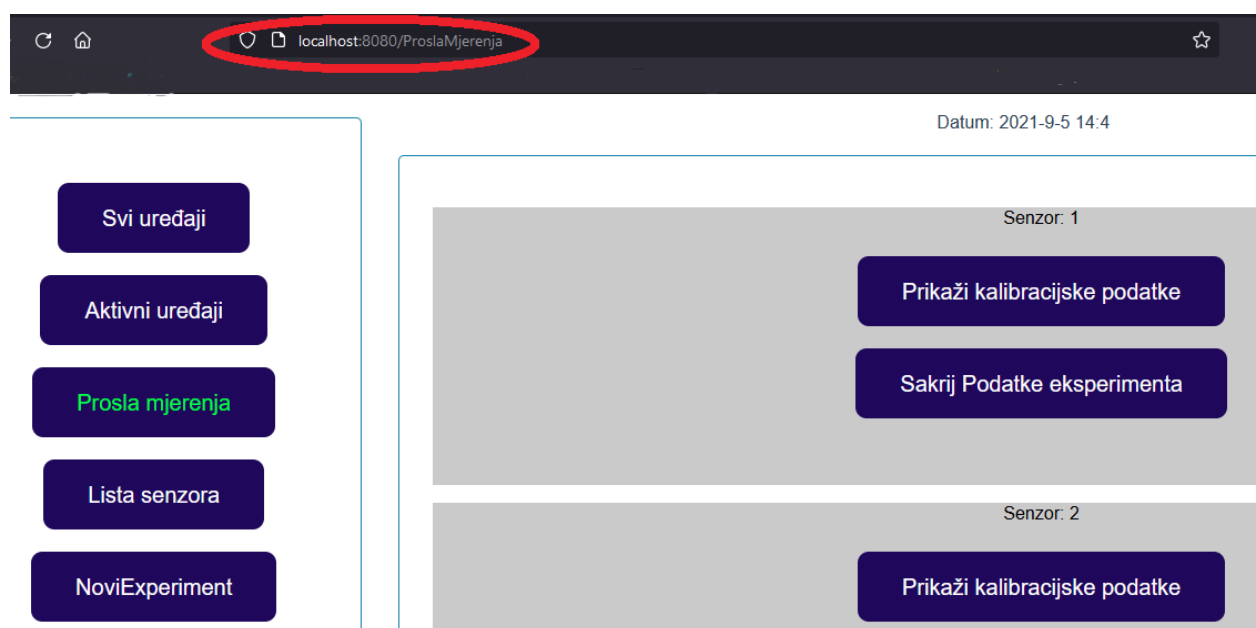 localhost:8080/ProslaMjerenja
Datum: 2021-9-5 14:4
Svi uređaji
Aktivni uređaji
Prosla mjerenja
Lista senzora
NoviExperiment
Senzor: 1
Prikaži kalibracijske podatke
Sakrij Podatke eksperimenta
Senzor: 2
Prikaži kalibracijske podatke